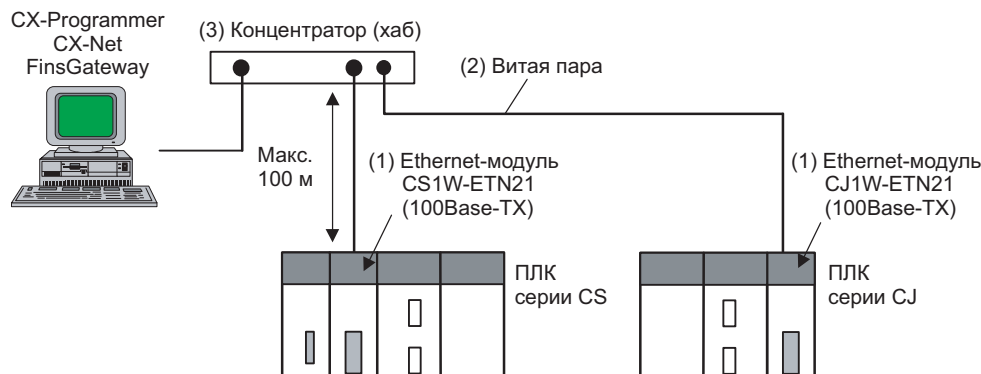 CX-Programmer
CX-Net
FinsGateway
(3) Концентратор (хаб)
(2) Витая пара
Макс.
100 м
(1) Ethernet-модуль
CS1W-ETN21
(100Base-TX)
(1) Ethernet-модуль
CJ1W-ETN21
(100Base-TX)
ПЛК
серии CS
ПЛК
серии CJ